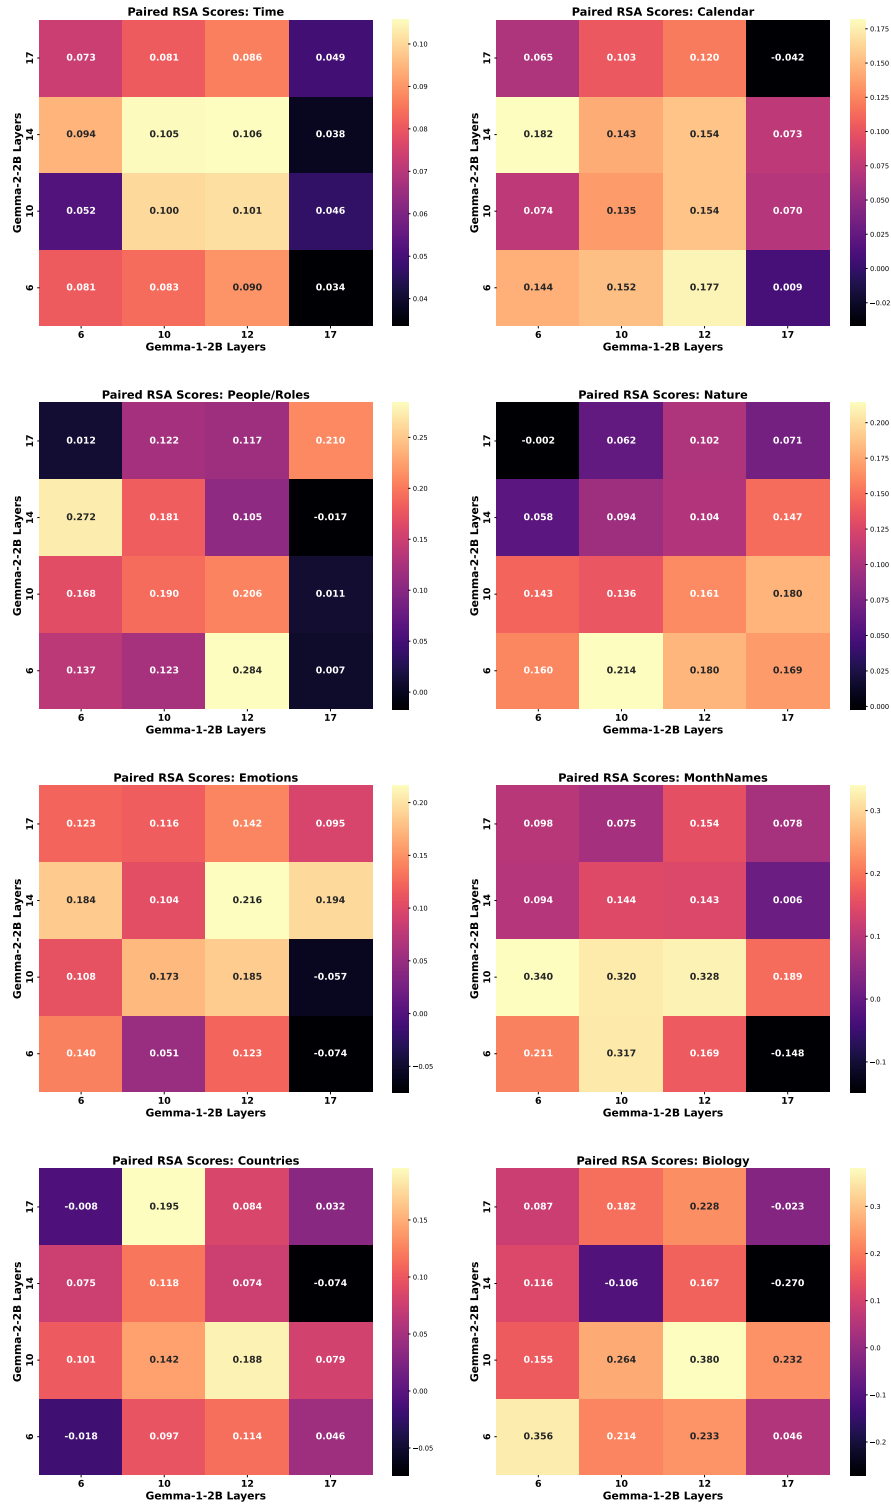 Paired RSA Scores: Time
Gemma-2-2B Layers
17
14
10
6
0.073 0.081 0.086 0.049
0.094 0.105 0.106 0.038
0.052 0.100 0.101 0.046
0.081 0.083 0.090 0.034
6 10 12 17
Gemma-1-2B Layers
0.10
0.09
0.08
0.07
0.06
0.05
0.04
Paired RSA Scores: Calendar
Gemma-2-2B Layers
17
14
10
6
0.065 0.103 0.120 -0.042
0.182 0.143 0.154 0.073
0.074 0.135 0.154 0.070
0.144 0.152 0.177 0.009
6 10 12 17
Gemma-1-2B Layers
0.175
0.150
0.125
0.100
0.075
0.050
0.025
0.000
−0.02
Paired RSA Scores: People/Roles
Gemma-2-2B Layers
17
14
10
6
0.012 0.122 0.117 0.210
0.272 0.181 0.105 -0.017
0.168 0.190 0.206 0.011
0.137 0.123 0.284 0.007
6 10 12 17
Gemma-1-2B Layers
0.25
0.20
0.15
0.10
0.05
0.00
Paired RSA Scores: Nature
Gemma-2-2B Layers
17
14
10
6
-0.002 0.062 0.102 0.071
0.058 0.094 0.104 0.147
0.143 0.136 0.161 0.180
0.160 0.214 0.180 0.169
6 10 12 17
Gemma-1-2B Layers
0.200
0.175
0.150
0.125
0.100
0.075
0.050
0.025
0.000
Paired RSA Scores: Emotions
Gemma-2-2B Layers
17
14
10
6
0.123 0.116 0.142 0.095
0.184 0.104 0.216 0.194
0.108 0.173 0.185 -0.057
0.140 0.051 0.123 -0.074
6 10 12 17
Gemma-1-2B Layers
0.20
0.15
0.10
0.05
0.00
−0.05
Paired RSA Scores: MonthNames
Gemma-2-2B Layers
17
14
10
6
0.098 0.075 0.154 0.078
0.094 0.144 0.143 0.006
0.340 0.320 0.328 0.189
0.211 0.317 0.169 -0.148
6 10 12 17
Gemma-1-2B Layers
0.3
0.2
0.1
0.0
−0.1
Paired RSA Scores: Countries
Gemma-2-2B Layers
17
14
10
6
-0.008 0.195 0.084 0.032
0.075 0.118 0.074 -0.074
0.101 0.142 0.188 0.079
-0.018 0.097 0.114 0.046
6 10 12 17
Gemma-1-2B Layers
0.15
0.10
0.05
0.00
−0.05
Paired RSA Scores: Biology
Gemma-2-2B Layers
17
14
10
6
0.087 0.182 0.228 -0.023
0.116 -0.106 0.167 -0.270
0.155 0.264 0.380 0.232
0.356 0.214 0.233 0.046
6 10 12 17
Gemma-1-2B Layers
0.3
0.2
0.1
0.0
−0.1
−0.2